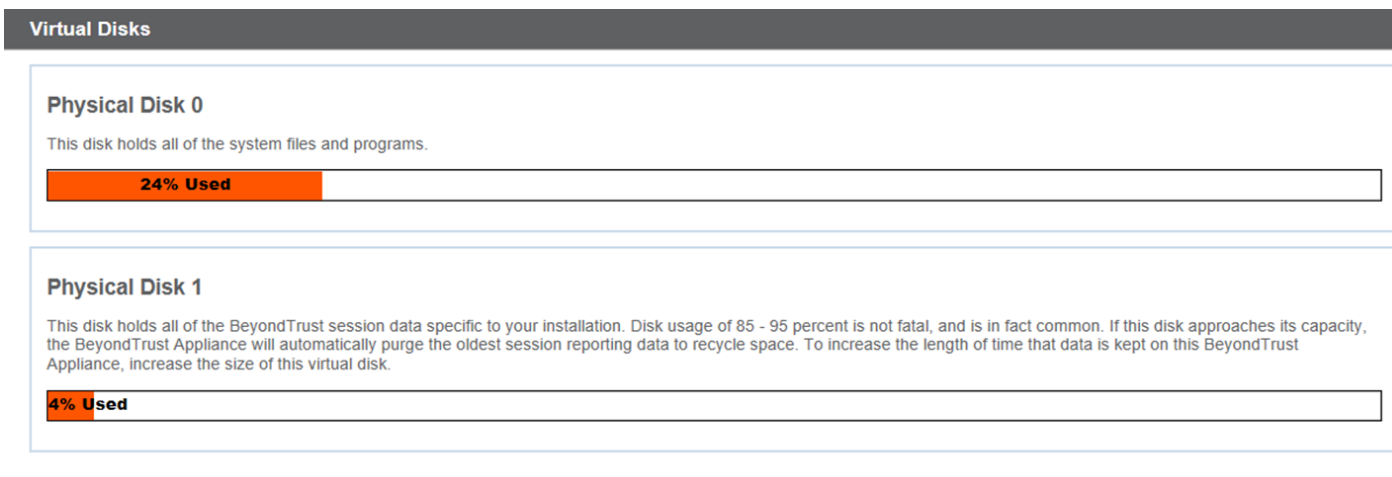 Virtual Disks
Physical Disk 0
This disk holds all of the system files and programs.
24% Used
Physical Disk 1
This disk holds all of the BeyondTrust session data specific to your installation. Disk usage of 85 - 95 percent is not fatal, and is in fact common. If this disk approaches its capacity,
the BeyondTrust Appliance will automatically purge the oldest session reporting data to recycle space. To increase the length of time that data is kept on this BeyondTrust
Appliance, increase the size of this virtual disk.
4% Used